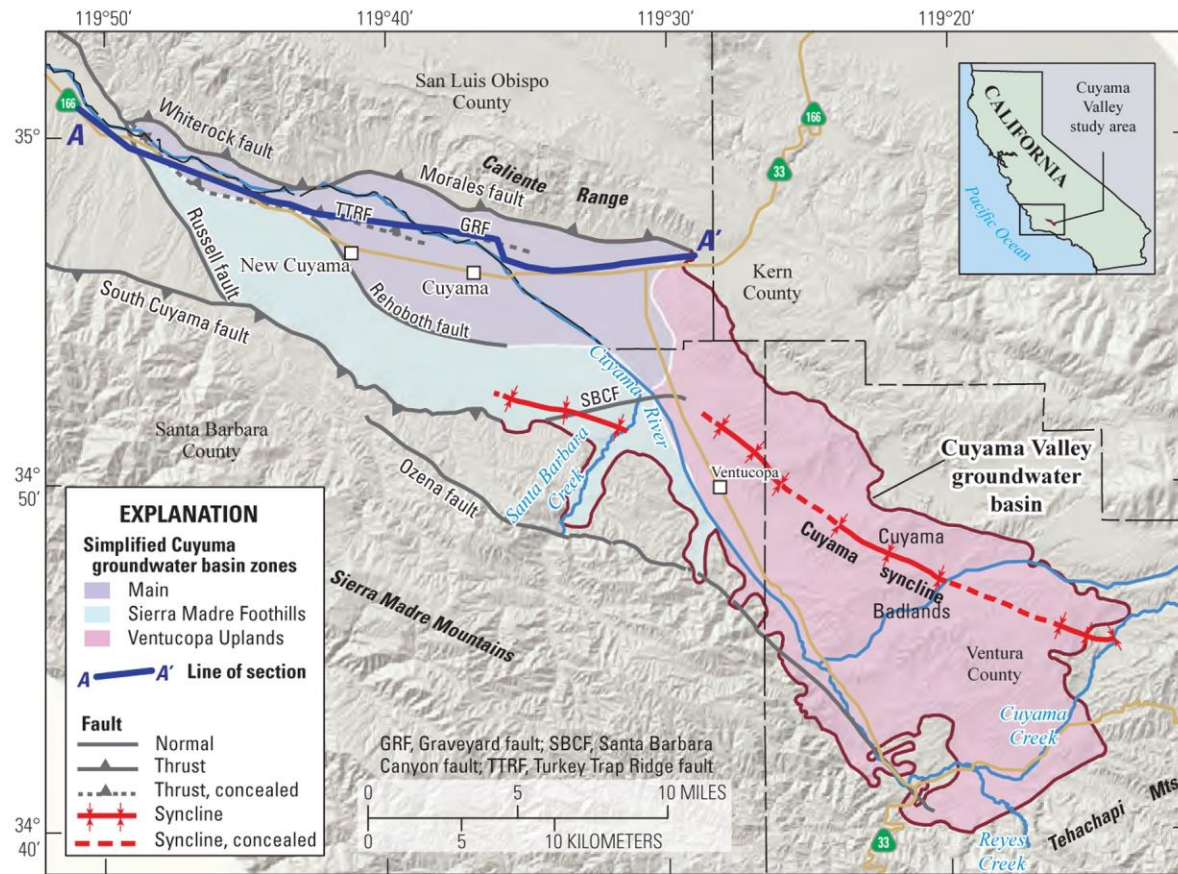 119°50′
119°40′
119°30′
119°20′
35°
34°
50′
34°
40′
San Luis Obispo
County
166
A
Whiterock fault
Morales fault
Caliente Range
166
33
TTRF
GRF
A′
Russell fault
New Cuyama
Cuyama
Rehoboth fault
South Cuyama fault
Kern
County
CALIFORNIA
Pacific Ocean
Cuyama
Valley
study area
Cuyama
River
SBCF
Santa Barbara
County
Santa Barbara
Creek
Ozena fault
Ventucopa
Cuyama Valley
groundwater
basin
Cuyama
syncline
Cuyama
Badlands
Sierra Madre Mountains
Ventura
County
Cuyama
Creek
Reyes
Creek
Tehachapi Mts
33
EXPLANATION
Simplified Cuyuma
groundwater basin zones
Main
Sierra Madre Foothills
Ventucopa Uplands
A A′ Line of section
Fault
Normal
Thrust
Thrust, concealed
Syncline
Syncline, concealed
GRF, Graveyard fault; SBCF, Santa Barbara
Canyon fault; TTRF, Turkey Trap Ridge fault
0 5 10 MILES
0 5 10 KILOMETERS